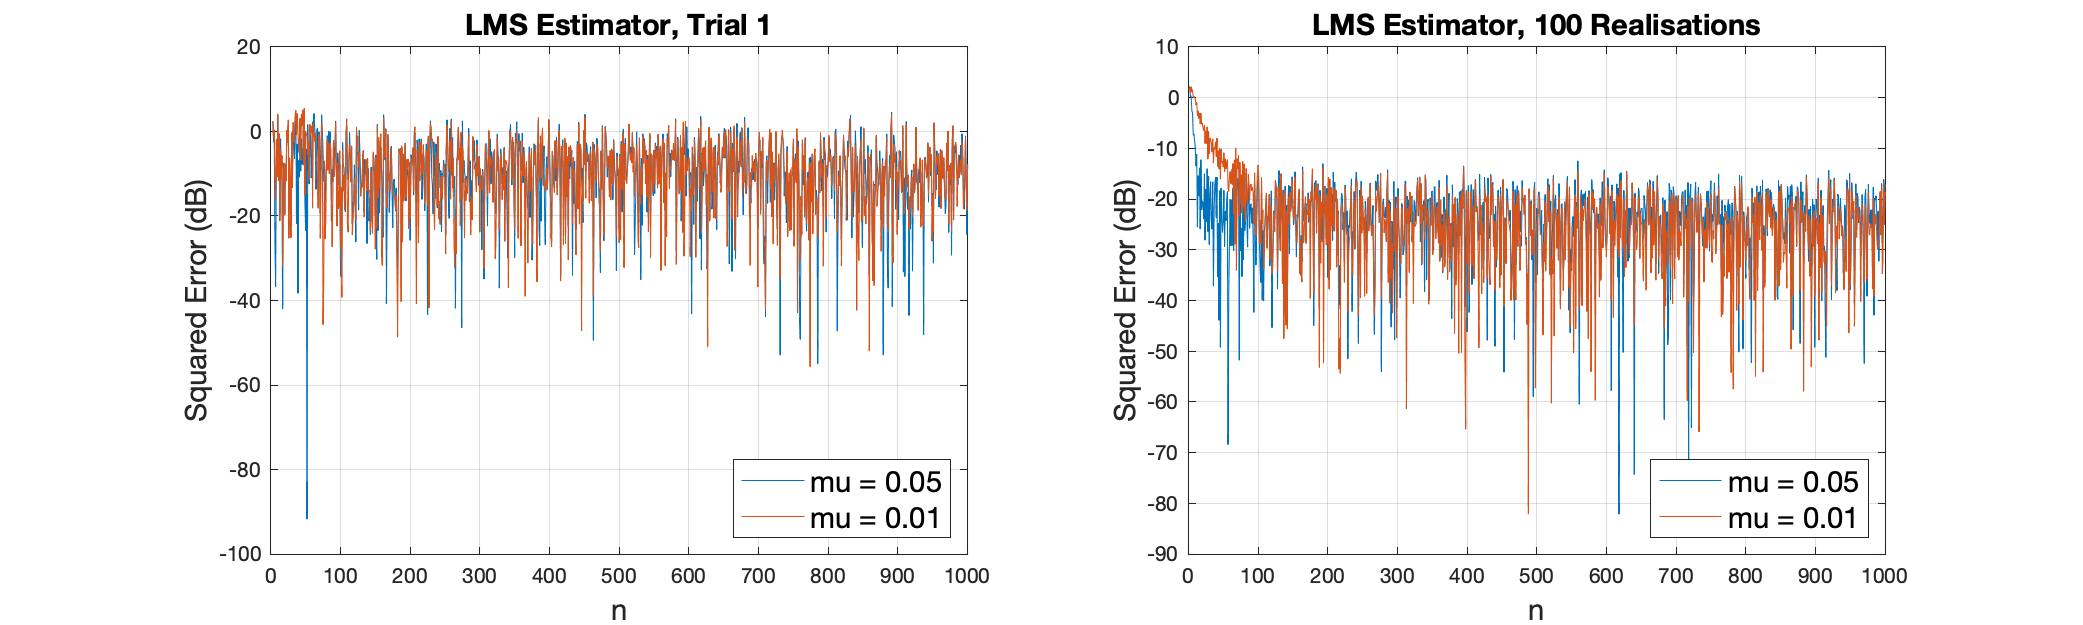 LMS Estimator, Trial 1
20
0
-20
-40
-60
-80
-100
Squared Error (dB)
0 100 200 300 400 500 600 700 800 900 1000
n
mu = 0.05
mu = 0.01
LMS Estimator, 100 Realisations
10
0
-10
-20
-30
-40
-50
-60
-70
-80
-90
Squared Error (dB)
0 100 200 300 400 500 600 700 800 900 1000
n
mu = 0.05
mu = 0.01